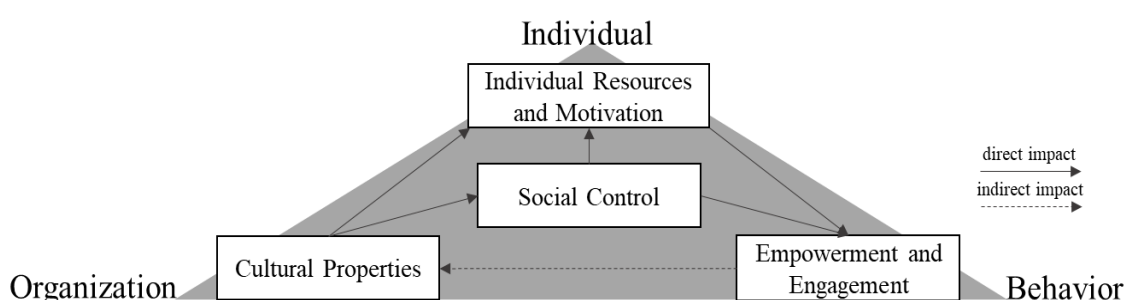 Individual
Individual Resources
and Motivation
direct impact
indirect impact
Social Control
Cultural Properties
Empowerment and
Engagement
Organization
Behavior